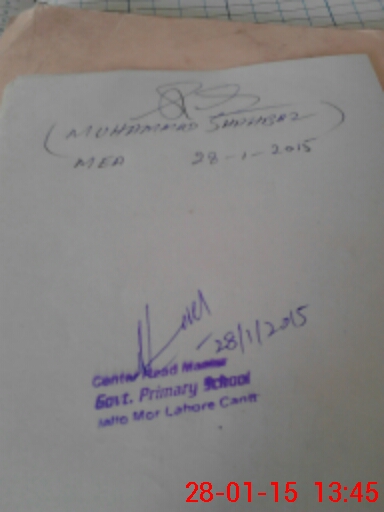 (MUHAMMAD SHAHBAZ)
MEA 28-1-2015
28/1/2015
Center Head Master
Govt. Primary School
Mor Lahore Cantt
28-01-15 13:45